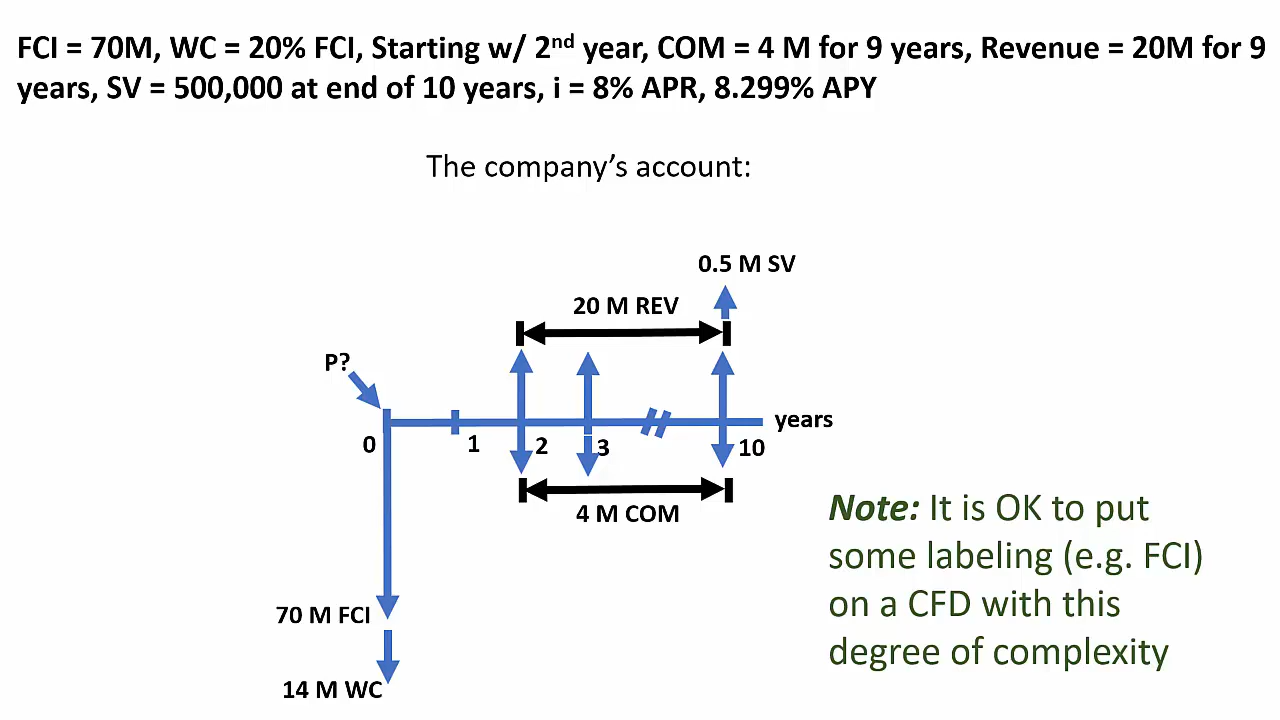 FCI = 70M, WC = 20% FCI, Starting w/ 2nd year, COM = 4 M for 9 years, Revenue = 20M for 9
years, SV = 500,000 at end of 10 years, i = 8% APR, 8.299% APY
The company’s account:
0.5 M SV
20 M REV
P?
years
0
1
2
3
10
4 M COM
Note: It is OK to put
some labeling (e.g. FCI)
on a CFD with this
degree of complexity
70 M FCI
14 M WC